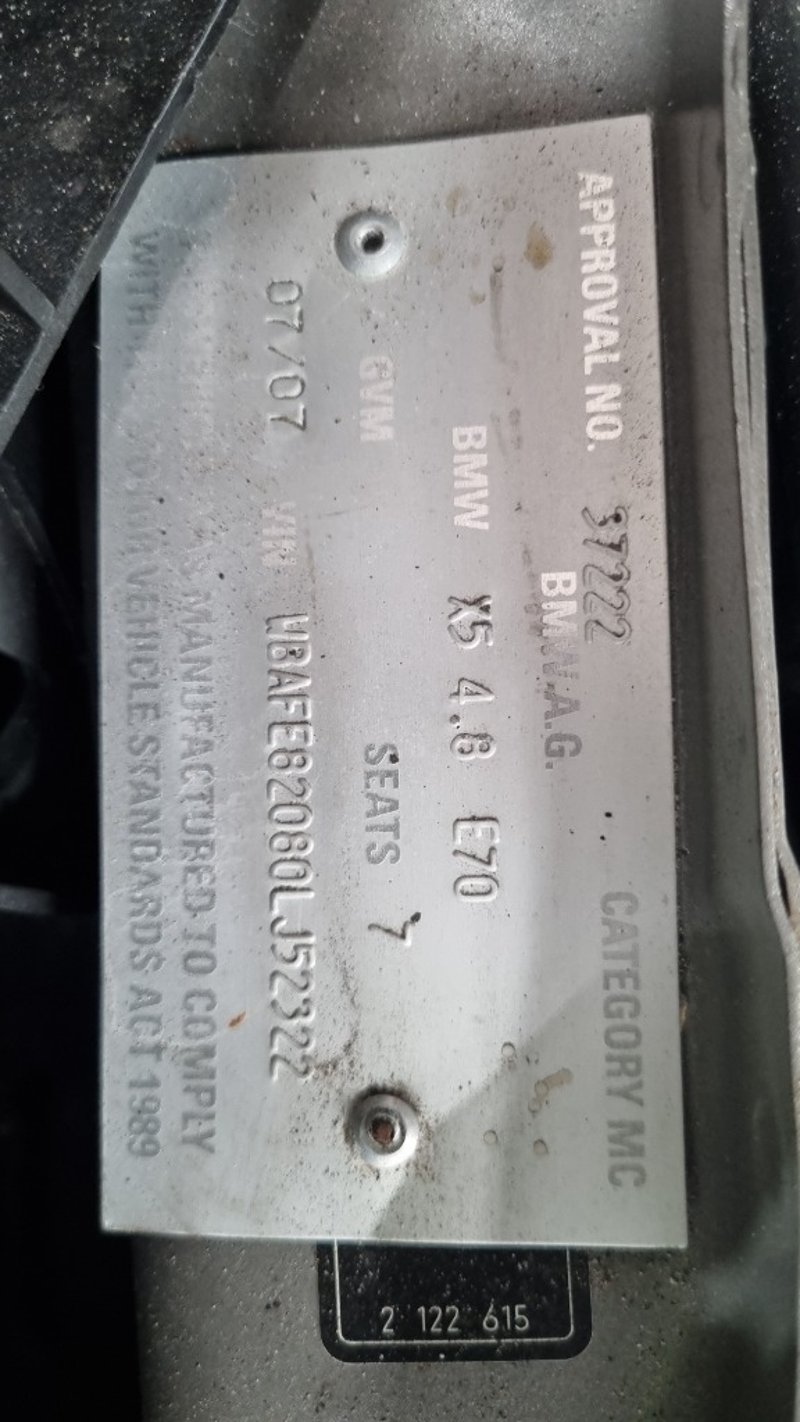 APPROVAL NO. 37222 CATEGORY MC
BMW A.G.
BMW X5 4.8 E70
GVM SEATS 7
07/07 VIN WBAFE82080LJ52322
MANUFACTURED TO COMPLY
WITH VEHICLE STANDARDS ACT 1989
2 122 615